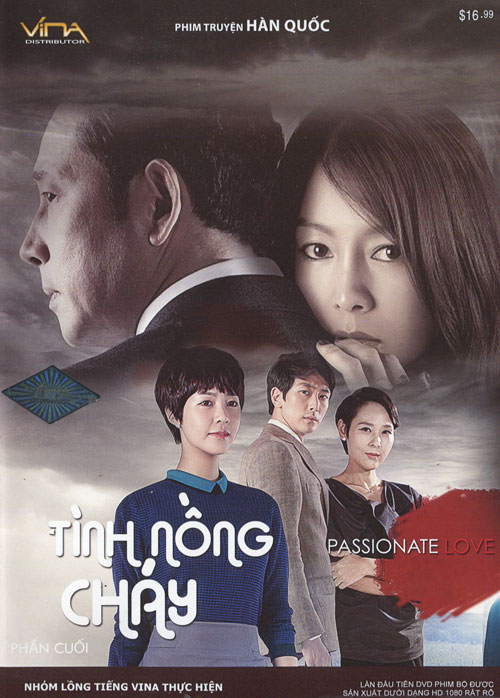 VINA
DISTRIBUTOR
PHIM TRUYỆN HÀN QUỐC
$16.99
TÌNH NỒNG
CHÁY
PASSIONATE LOVE
PHẦN CUỐI
NHÓM LỒNG TIẾNG VINA THỰC HIỆN
LẦN ĐẦU TIÊN DVD PHIM BỘ ĐƯỢC
SẢN XUẤT DƯỚI DẠNG HD 1080 RẤT RÕ